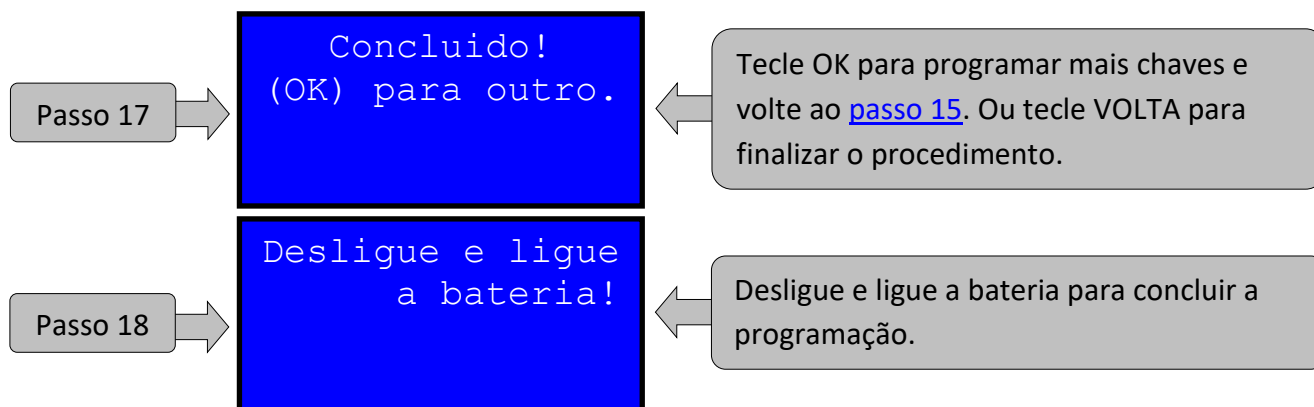 Passo 17
Concluido!
(OK) para outro.
Tecle OK para programar mais chaves e
volte ao passo 15. Ou tecle VOLTA para
finalizar o procedimento.
Passo 18
Desligue e ligue
a bateria!
Desligue e ligue a bateria para concluir a
programação.